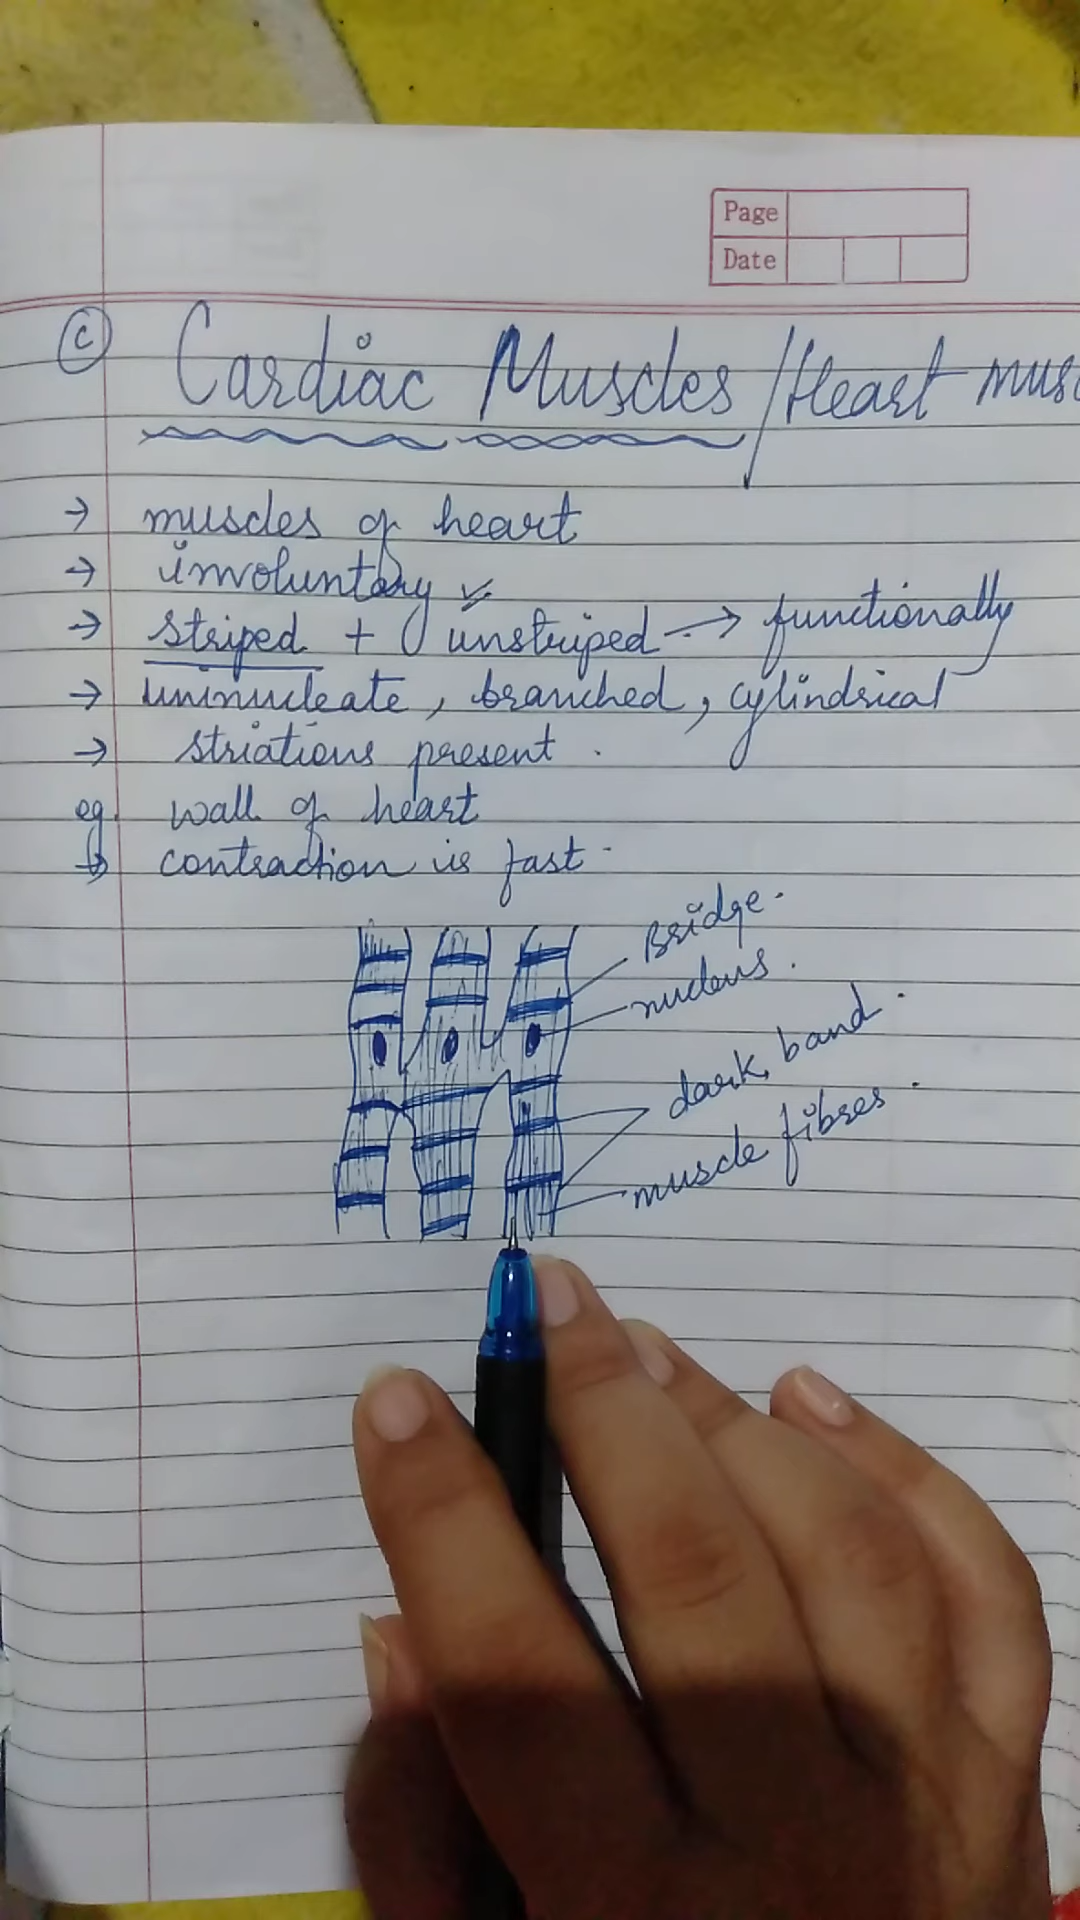 Page
Date
c Cardiac Muscles / Heart mus
→ muscles of heart
→ involuntary ✓
→ striped + unstriped → functionally
→ uninucleate, branched, cylindrical
→ striations present.
eg. wall of heart
→ contraction is fast.
Bridge.
nucleus.
dark band.
muscle fibres.